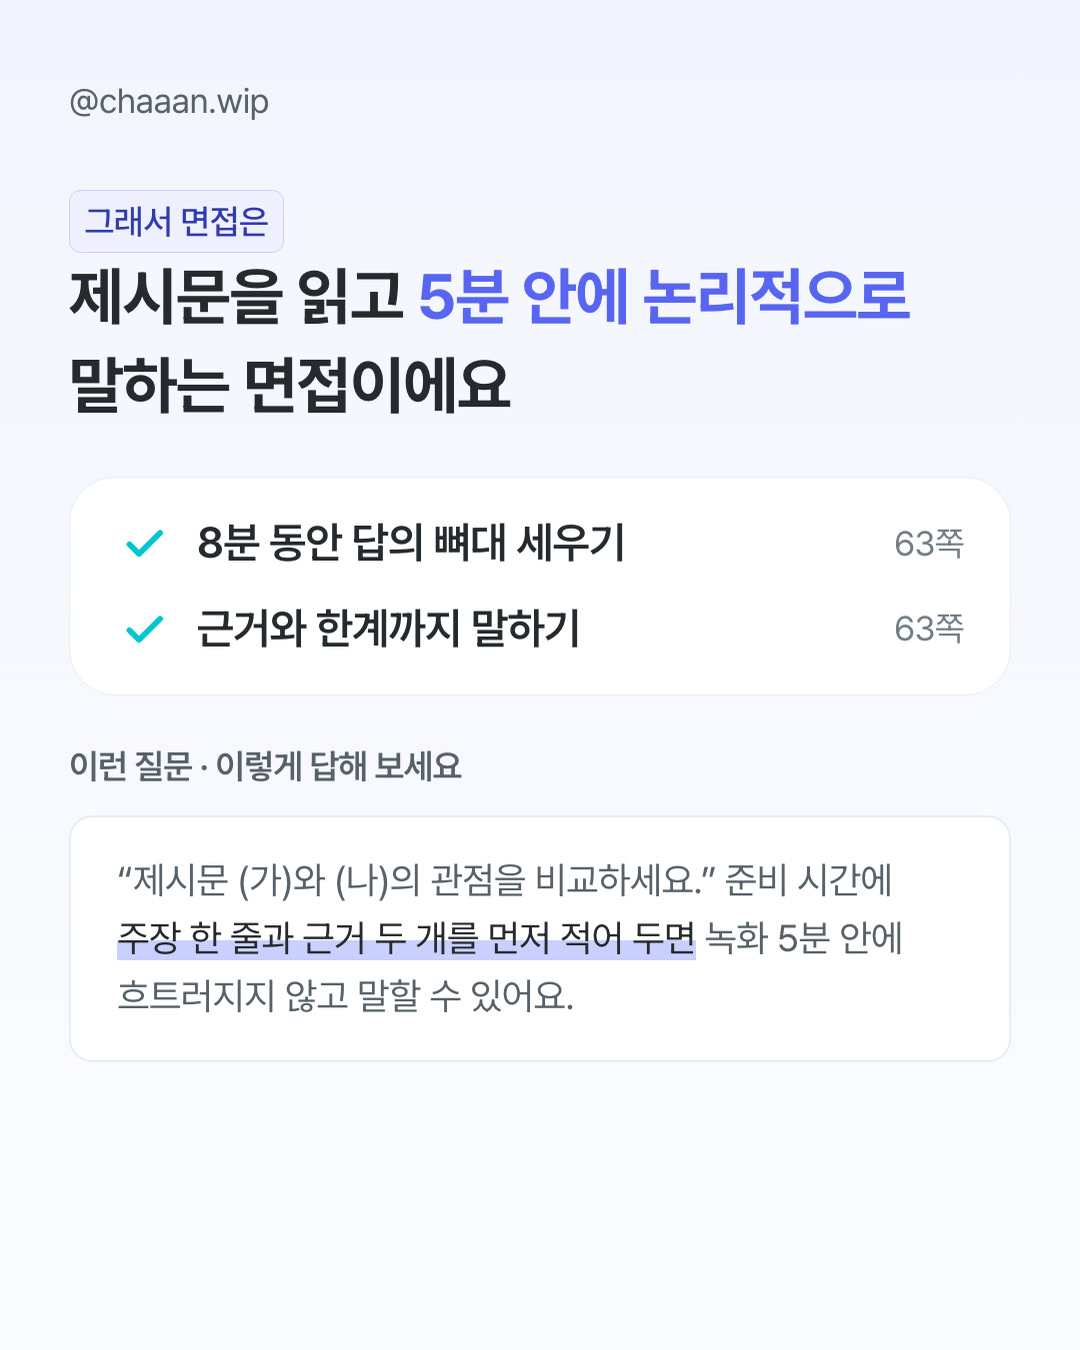 @chaaan.wip
그래서 면접은
제시문을 읽고 5분 안에 논리적으로
말하는 면접이에요
8분 동안 답의 뼈대 세우기 63쪽
근거와 한계까지 말하기 63쪽
이런 질문 · 이렇게 답해 보세요
“제시문 (가)와 (나)의 관점을 비교하세요.” 준비 시간에
주장 한 줄과 근거 두 개를 먼저 적어 두면 녹화 5분 안에
흐트러지지 않고 말할 수 있어요.